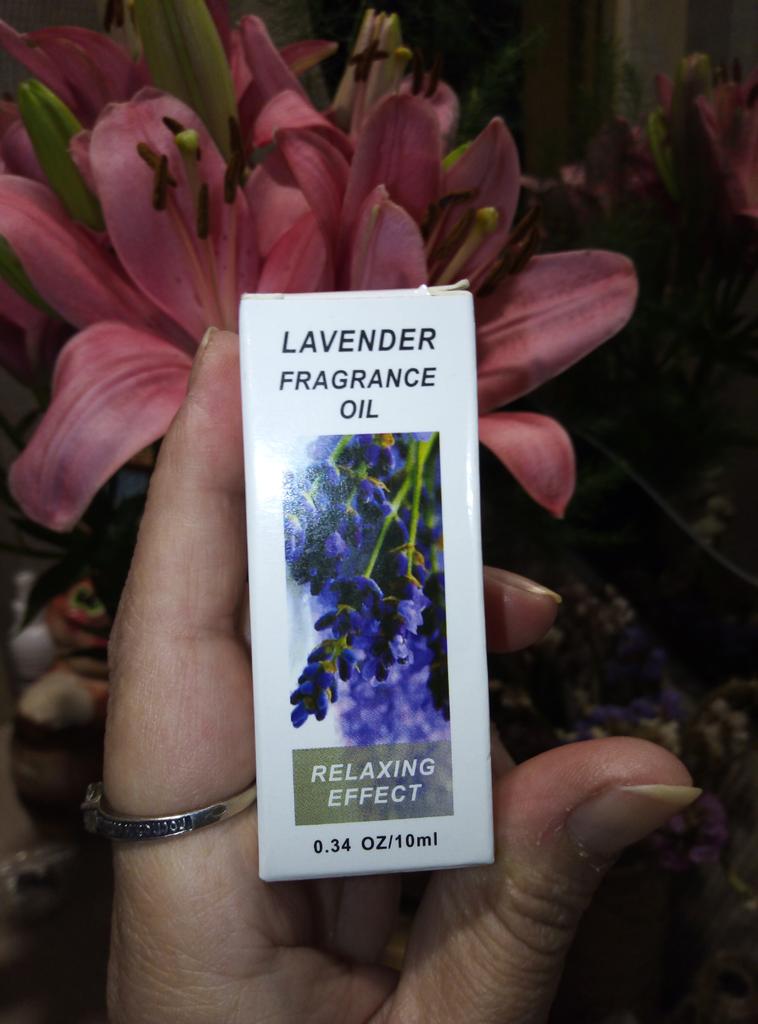 LAVENDER
FRAGRANCE
OIL
RELAXING
EFFECT
0.34 OZ/10ml